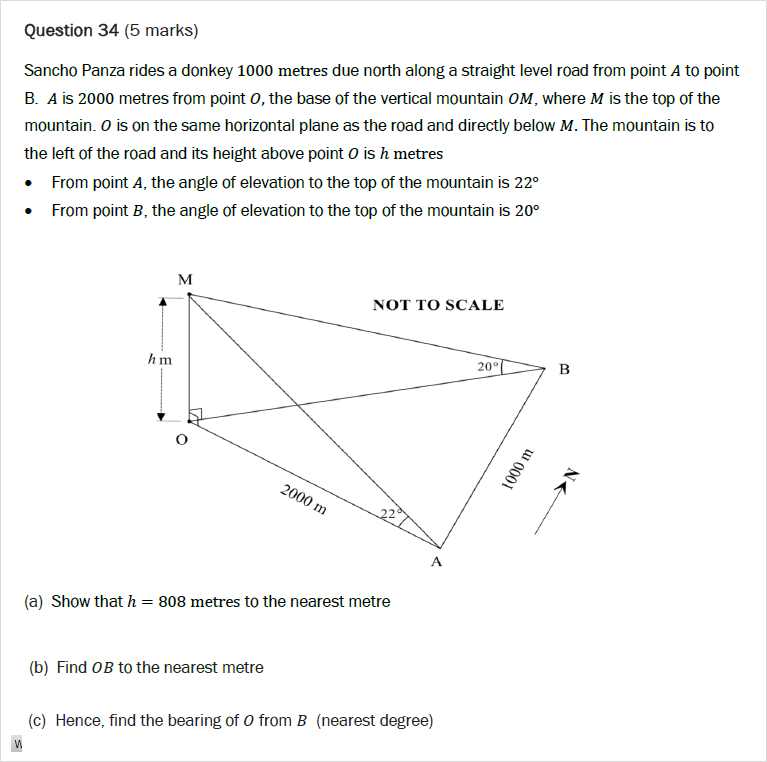 Question 34 (5 marks)
Sancho Panza rides a donkey 1000 metres due north along a straight level road from point A to point
B. A is 2000 metres from point O, the base of the vertical mountain OM, where M is the top of the
mountain. O is on the same horizontal plane as the road and directly below M. The mountain is to
the left of the road and its height above point O is h metres
• From point A, the angle of elevation to the top of the mountain is 22°
• From point B, the angle of elevation to the top of the mountain is 20°
M
NOT TO SCALE
h m
20°
B
O
1000 m
N
2000 m
22°
A
(a) Show that h = 808 metres to the nearest metre
(b) Find OB to the nearest metre
(c) Hence, find the bearing of O from B (nearest degree)